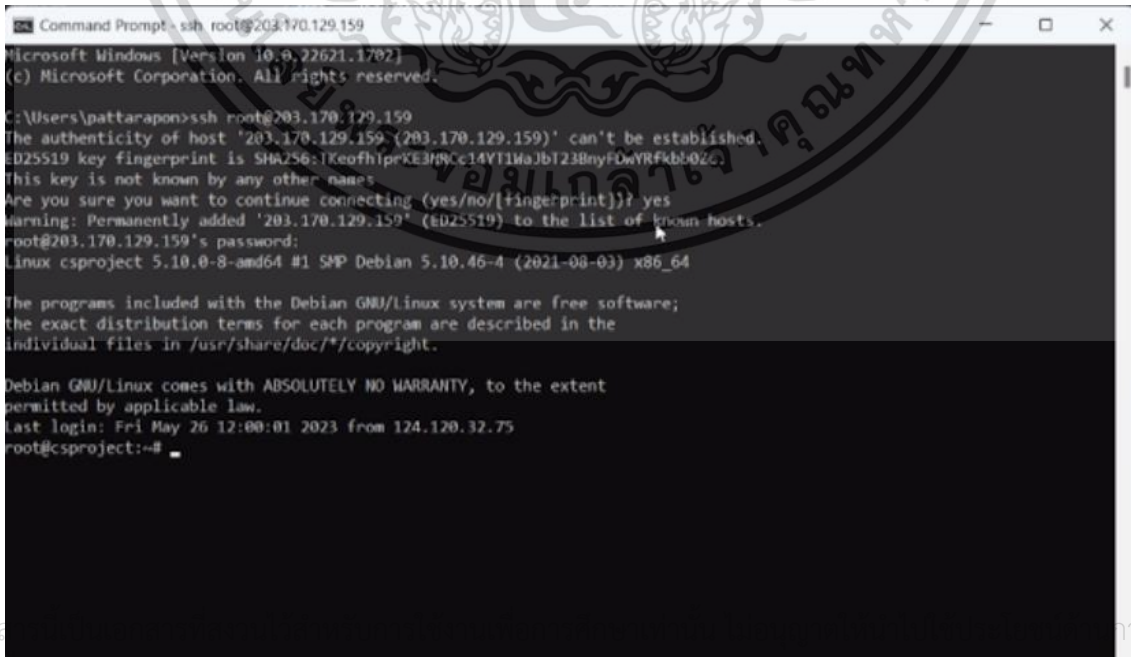 Command Prompt - ssh root@203.170.129.159
Microsoft Windows [Version 10.0.22621.1702]
(c) Microsoft Corporation. All rights reserved.
C:\Users\pattarapon>ssh root@203.170.129.159
The authenticity of host '203.170.129.159 (203.170.129.159)' can't be established.
ED25519 key fingerprint is
This key is not known by any other names
Are you sure you want to continue connecting (yes/no/[fingerprint])? yes
Warning: Permanently added '203.170.129.159' (ED25519) to the list of known hosts.
root@203.170.129.159's password:
Linux csproject 5.10.0-8-amd64 #1 SMP Debian 5.10.46-4 (2021-08-03) x86_64
The programs included with the Debian GNU/Linux system are free software;
the exact distribution terms for each program are described in the
individual files in /usr/share/doc/*/copyright.
Debian GNU/Linux comes with ABSOLUTELY NO WARRANTY, to the extent
permitted by applicable law.
Last login: Fri May 26 12:00:01 2023 from 124.120.32.75
root@csproject:~#